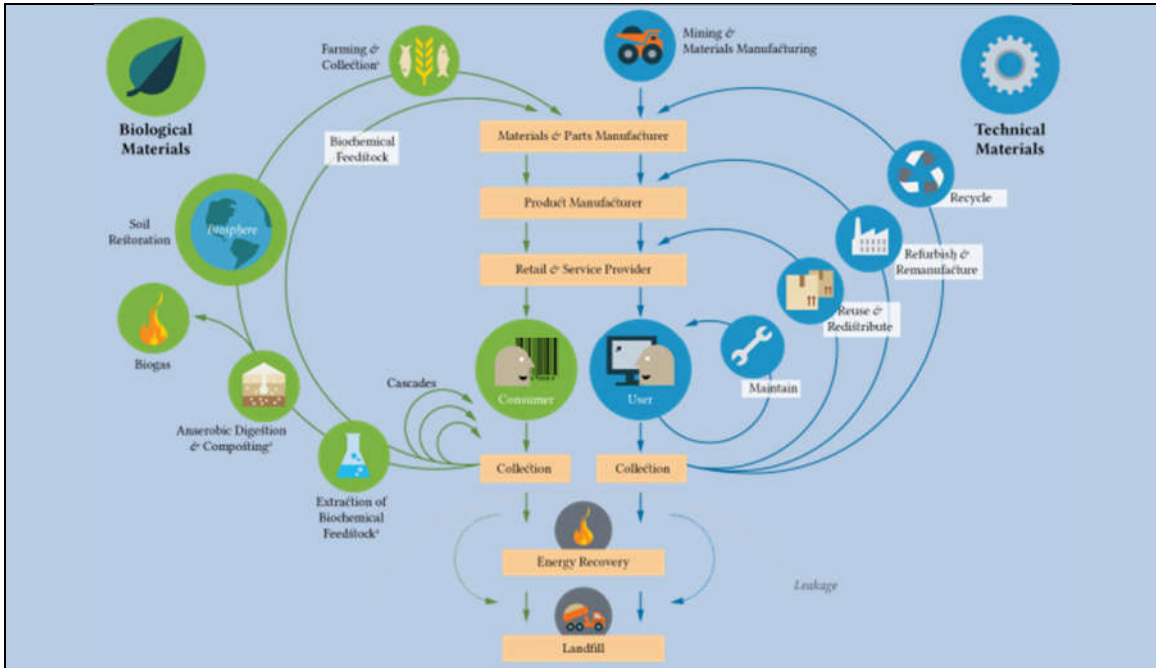 Farming &
Collection¹
Mining &
Materials Manufacturing
Biological
Materials
Technical
Materials
Biochemical
Feedstock
Materials & Parts Manufacturer
Recycle
Product Manufacturer
Biosphere
Soil
Restoration
Refurbish &
Remanufacture
Retail & Service Provider
Reuse &
Redistribute
Biogas
Maintain
Cascades
Consumer
User
Anaerobic Digestion
& Composting²
Collection
Collection
Extraction of
Biochemical
Feedstock²
Energy Recovery
Leakage
Landfill